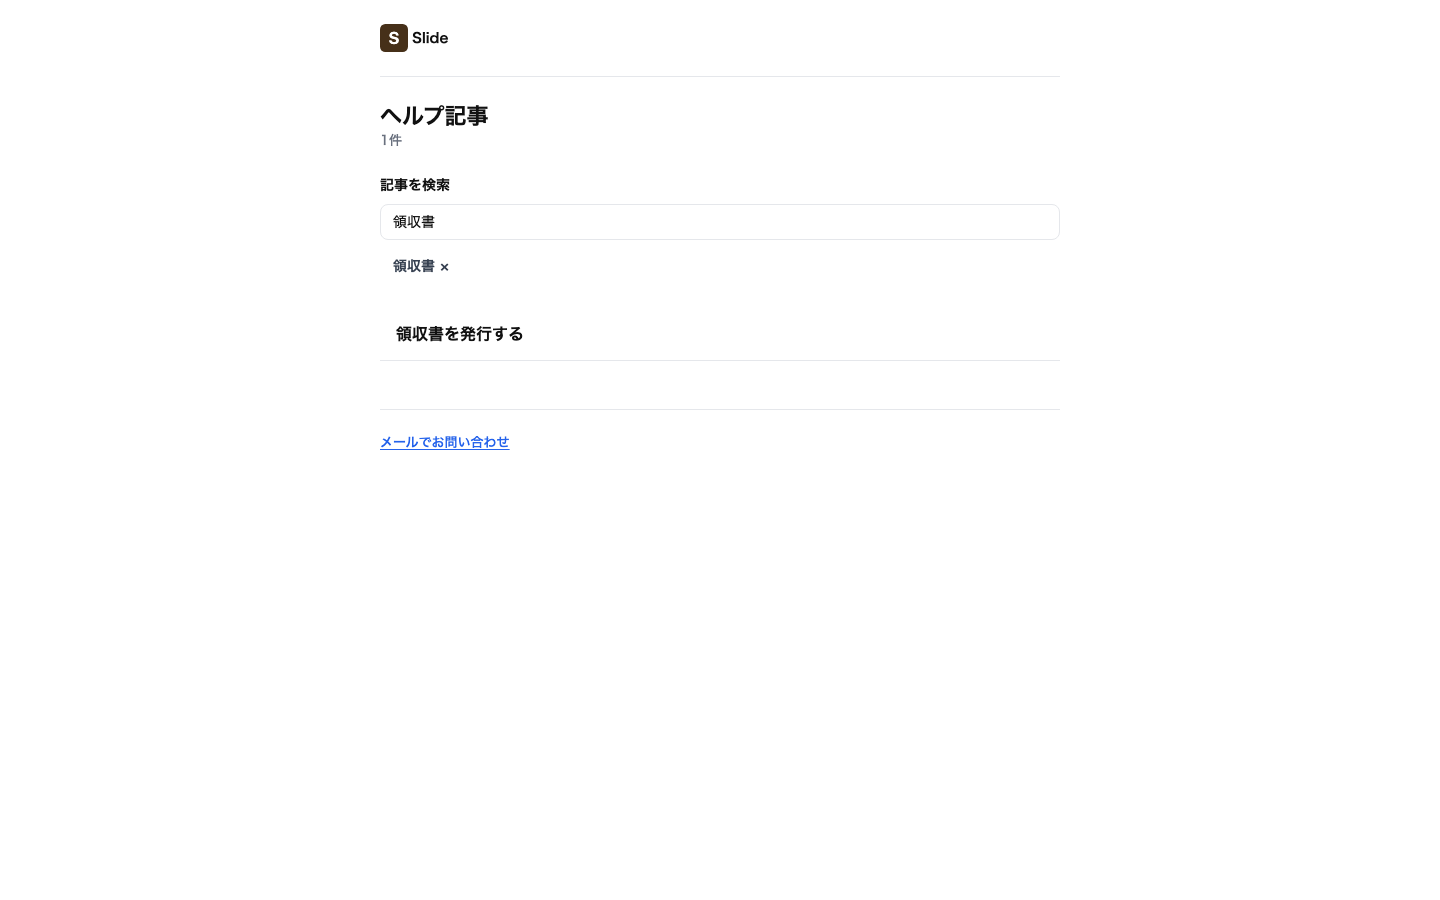 S Slide
ヘルプ記事
1件
記事を検索
領収書
領収書 ×
領収書を発行する
メールでお問い合わせ